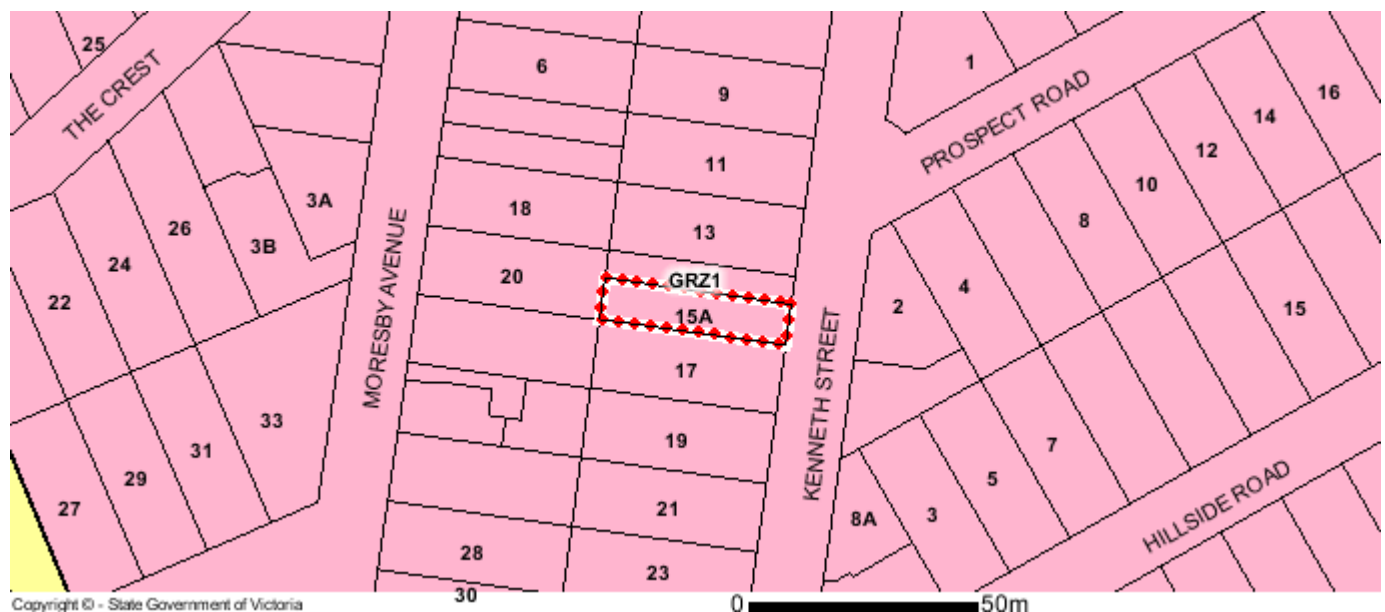 25
THE CREST
6
9
1
PROSPECT ROAD
16
14
12
10
8
11
3A
18
13
26
3B
24
22
MORESBY AVENUE
20
GRZ1
15A
2
4
15
KENNETH STREET
17
33
31
29
27
19
7
5
3
8A
HILLSIDE ROAD
21
28
23
30
Copyright © - State Government of Victoria
0 50m